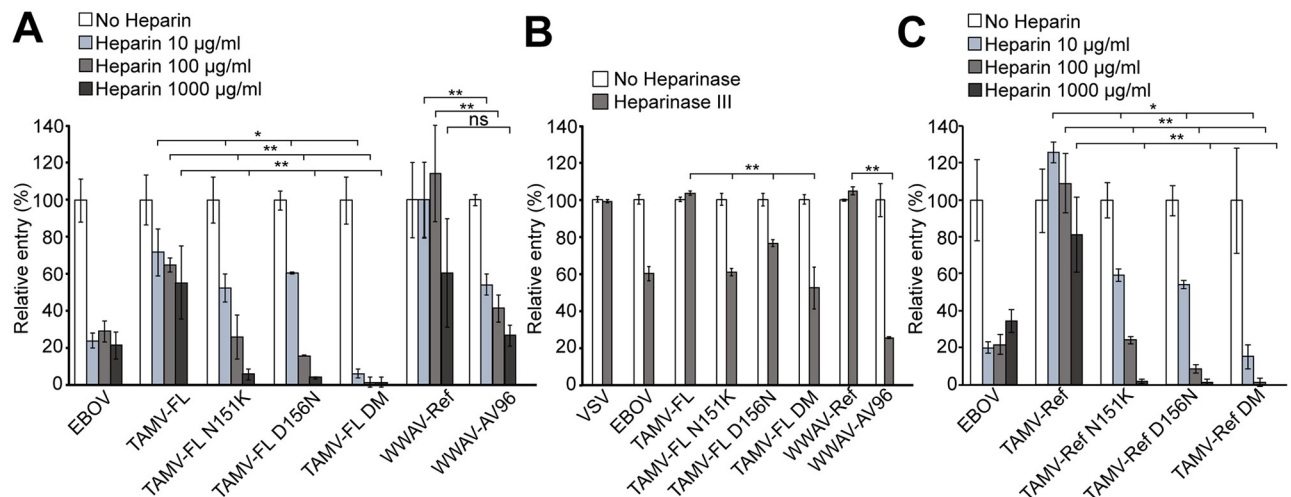 A
No Heparin
Heparin 10 µg/ml
Heparin 100 µg/ml
Heparin 1000 µg/ml
**
**
ns
*
**
**
Relative entry (%)
140
120
100
80
60
40
20
0
EBOV
TAMV-FL
TAMV-FL N151K
TAMV-FL D156N
TAMV-FL DM
WWAV-Ref
WWAV-AV96
B
No Heparinase
Heparinase III
**
**
Relative entry (%)
140
120
100
80
60
40
20
0
VSV
EBOV
TAMV-FL
TAMV-FL N151K
TAMV-FL D156N
TAMV-FL DM
WWAV-Ref
WWAV-AV96
C
No Heparin
Heparin 10 µg/ml
Heparin 100 µg/ml
Heparin 1000 µg/ml
*
**
**
Relative entry (%)
140
120
100
80
60
40
20
0
EBOV
TAMV-Ref
TAMV-Ref N151K
TAMV-Ref D156N
TAMV-Ref DM